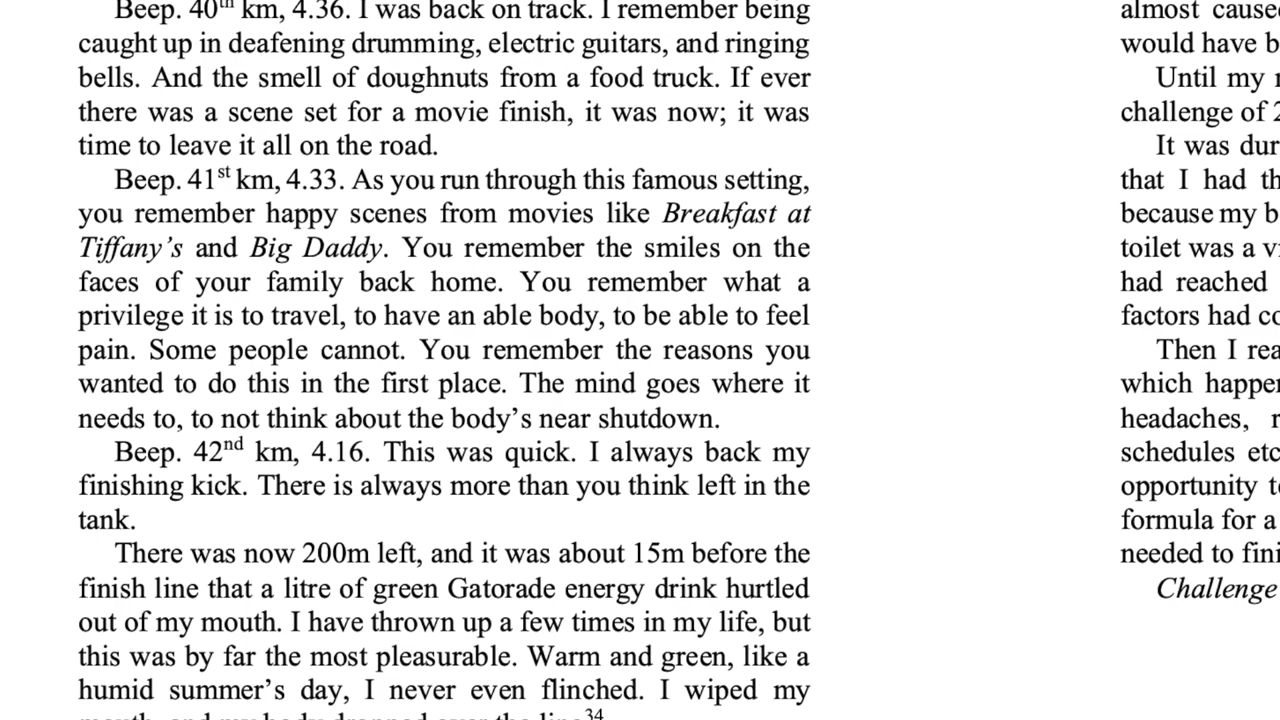 Beep. 40th km, 4.36. I was back on track. I remember being
caught up in deafening drumming, electric guitars, and ringing
bells. And the smell of doughnuts from a food truck. If ever
there was a scene set for a movie finish, it was now; it was
time to leave it all on the road.
Beep. 41st km, 4.33. As you run through this famous setting,
you remember happy scenes from movies like Breakfast at
Tiffany’s and Big Daddy. You remember the smiles on the
faces of your family back home. You remember what a
privilege it is to travel, to have an able body, to be able to feel
pain. Some people cannot. You remember the reasons you
wanted to do this in the first place. The mind goes where it
needs to, to not think about the body’s near shutdown.
Beep. 42nd km, 4.16. This was quick. I always back my
finishing kick. There is always more than you think left in the
tank.
There was now 200m left, and it was about 15m before the
finish line that a litre of green Gatorade energy drink hurtled
out of my mouth. I have thrown up a few times in my life, but
this was by far the most pleasurable. Warm and green, like a
humid summer’s day, I never even flinched. I wiped my
mouth, and my body dropped over the line34
almost
would have
Until my
challenge of
It was
that I had
because my
toilet was a
had reached
factors had
Then I
which
headaches,
schedules
opportunity
formula for a
needed to
Challenge